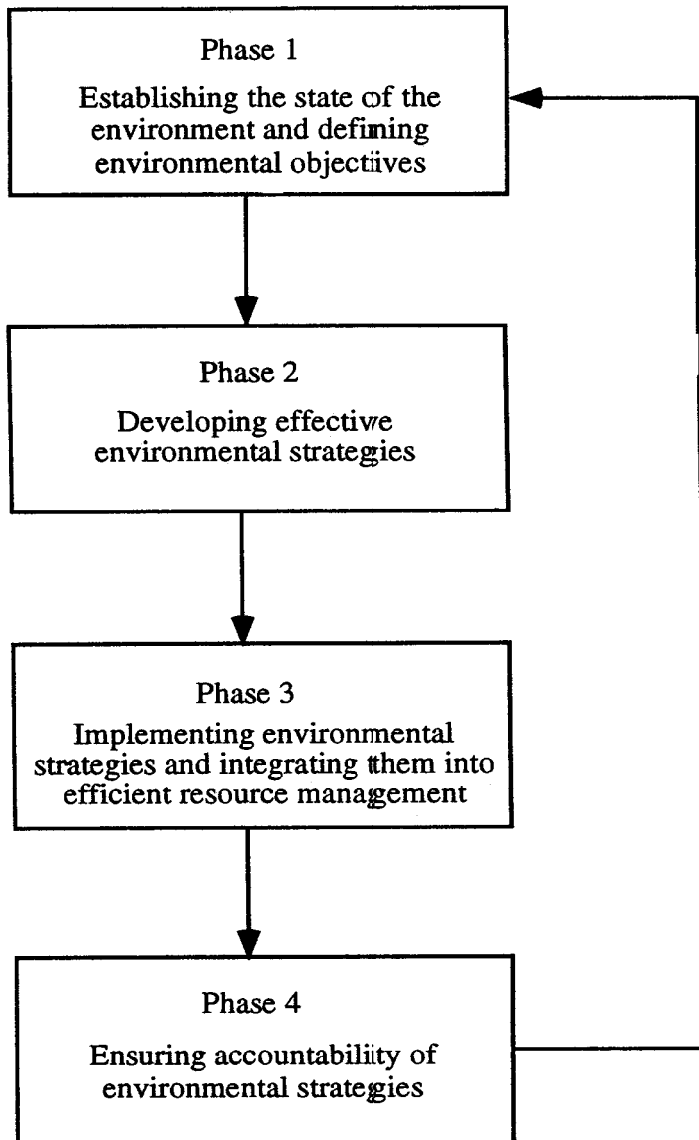 Phase 1
Establishing the state of the
environment and defining
environmental objectives
Phase 2
Developing effective
environmental strategies
Phase 3
Implementing environmental
strategies and integrating them into
efficient resource management
Phase 4
Ensuring accountability of
environmental strategies